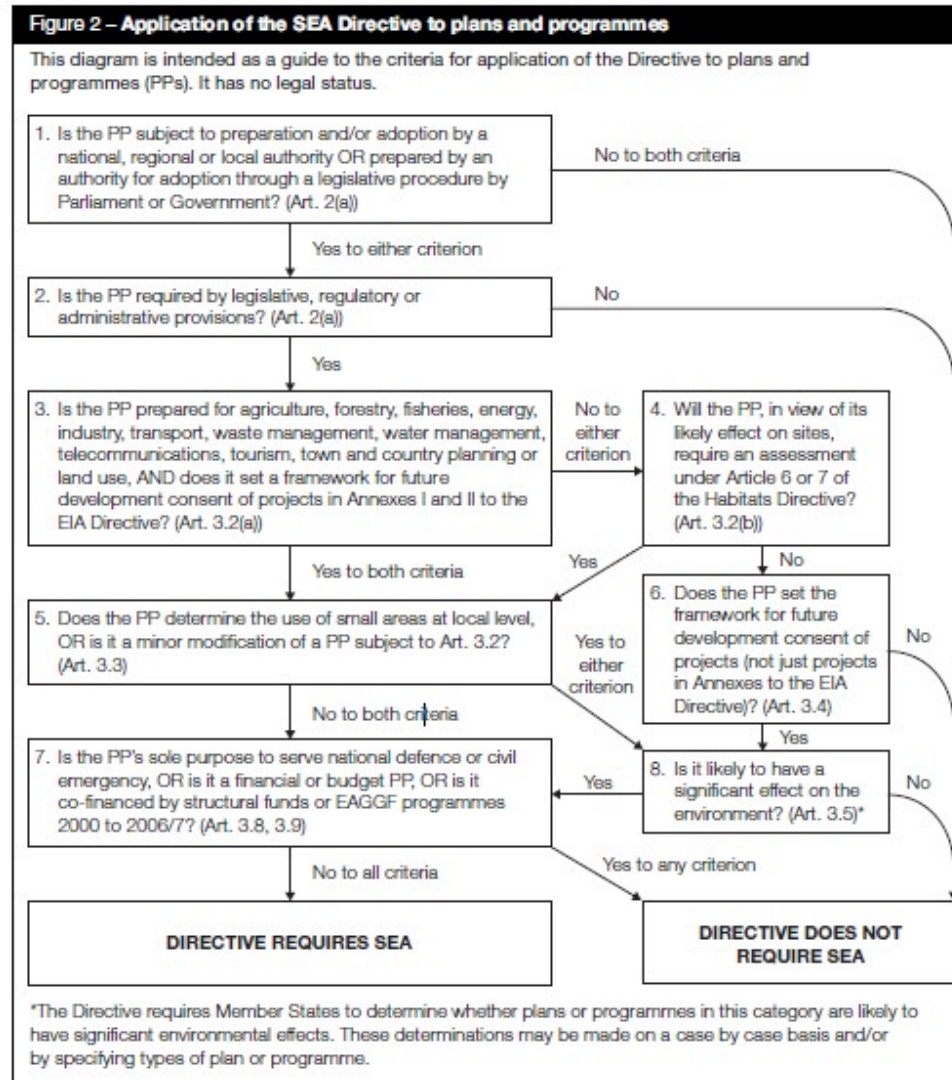 Figure 2 – Application of the SEA Directive to plans and programmes
This diagram is intended as a guide to the criteria for application of the Directive to plans and
programmes (PPs). It has no legal status.
1. Is the PP subject to preparation and/or adoption by a
national, regional or local authority OR prepared by an
authority for adoption through a legislative procedure by
Parliament or Government? (Art. 2(a))
No to both criteria
Yes to either criterion
2. Is the PP required by legislative, regulatory or
administrative provisions? (Art. 2(a))
No
Yes
3. Is the PP prepared for agriculture, forestry, fisheries, energy,
industry, transport, waste management, water management,
telecommunications, tourism, town and country planning or
land use, AND does it set a framework for future
development consent of projects in Annexes I and II to the
EIA Directive? (Art. 3.2(a))
No to
either
criterion
4. Will the PP, in view of its
likely effect on sites,
require an assessment
under Article 6 or 7 of
the Habitats Directive?
(Art. 3.2(b))
Yes to both criteria
Yes
No
5. Does the PP determine the use of small areas at local level,
OR is it a minor modification of a PP subject to Art. 3.2?
(Art. 3.3)
Yes to
either
criterion
6. Does the PP set the
framework for future
development consent of
projects (not just projects
in Annexes to the EIA
Directive)? (Art. 3.4)
No
No to both criteria
Yes
7. Is the PP's sole purpose to serve national defence or civil
emergency, OR is it a financial or budget PP, OR is it
co-financed by structural funds or EAGGF programmes
2000 to 2006/7? (Art. 3.8, 3.9)
Yes
8. Is it likely to have a
significant effect on the
environment? (Art. 3.5)*
No
No to all criteria
Yes to any criterion
DIRECTIVE REQUIRES SEA
DIRECTIVE DOES NOT
REQUIRE SEA
*The Directive requires Member States to determine whether plans or programmes in this category are likely to
have significant environmental effects. These determinations may be made on a case by case basis and/or
by specifying types of plan or programme.